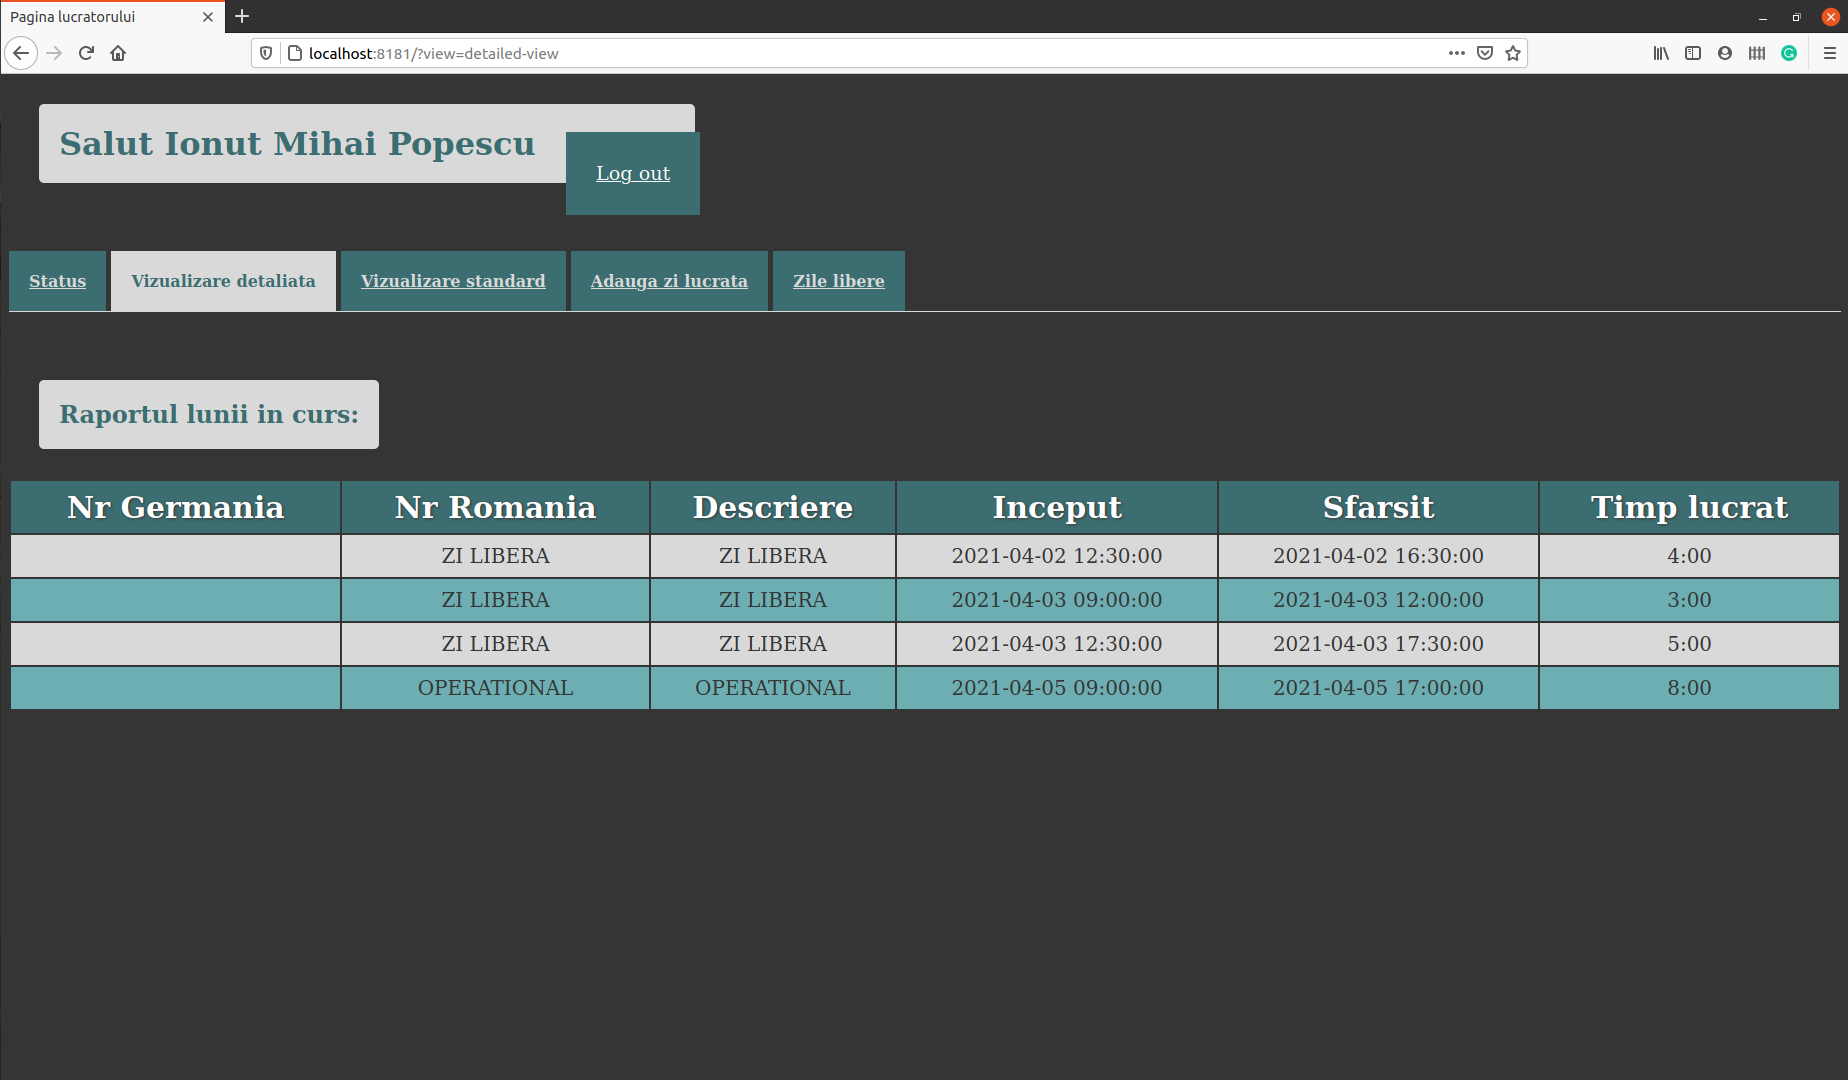 Pagina lucratorului
localhost:8181/?view=detailed-view
Salut Ionut Mihai Popescu
Log out
Status Vizualizare detaliata Vizualizare standard Adauga zi lucrata Zile libere
Raportul lunii in curs:
Nr Germania Nr Romania Descriere Inceput Sfarsit Timp lucrat
ZI LIBERA ZI LIBERA 2021-04-02 12:30:00 2021-04-02 16:30:00 4:00
ZI LIBERA ZI LIBERA 2021-04-03 09:00:00 2021-04-03 12:00:00 3:00
ZI LIBERA ZI LIBERA 2021-04-03 12:30:00 2021-04-03 17:30:00 5:00
OPERATIONAL OPERATIONAL 2021-04-05 09:00:00 2021-04-05 17:00:00 8:00